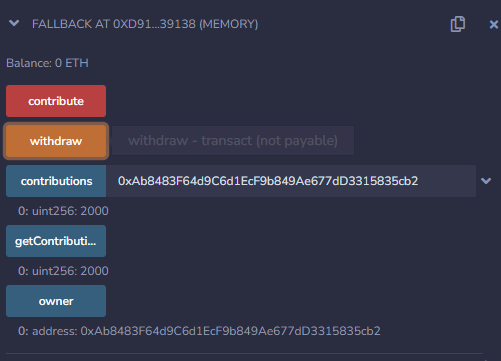 FALLBACK AT 0XD91...39138 (MEMORY)
Balance: 0 ETH
contribute
withdraw withdraw - transact (not payable)
contributions 0xAb8483F64d9C6d1EcF9b849Ae677dD3315835cb2
0: uint256: 2000
getContributi...
0: uint256: 2000
owner
0: address: 0xAb8483F64d9C6d1EcF9b849Ae677dD3315835cb2